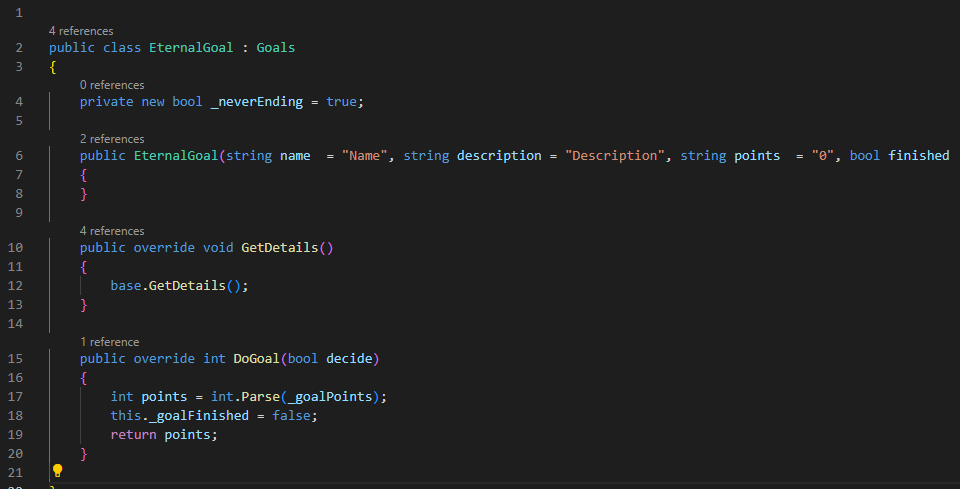 1
4 references
2 public class EternalGoal : Goals
3 {
0 references
4     private new bool _neverEnding = true;
5
2 references
6     public EternalGoal(string name  = "Name", string description = "Description", string points  = "0", bool finished
7     {
8     }
9
4 references
10     public override void GetDetails()
11     {
12         base.GetDetails();
13     }
14
1 reference
15     public override int DoGoal(bool decide)
16     {
17         int points = int.Parse(_goalPoints);
18         this._goalFinished = false;
19         return points;
20     }
21